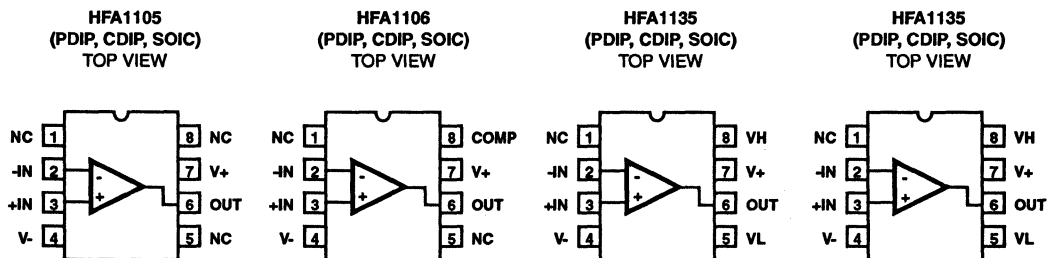 HFA1105
(PDIP, CDIP, SOIC)
TOP VIEW
NC 1 8 NC
-IN 2 - 7 V+
+IN 3 + 6 OUT
V- 4 5 NC
HFA1106
(PDIP, CDIP, SOIC)
TOP VIEW
NC 1 8 COMP
-IN 2 - 7 V+
+IN 3 + 6 OUT
V- 4 5 NC
HFA1135
(PDIP, CDIP, SOIC)
TOP VIEW
NC 1 8 VH
-IN 2 - 7 V+
+IN 3 + 6 OUT
V- 4 5 VL
HFA1135
(PDIP, CDIP, SOIC)
TOP VIEW
NC 1 8 VH
-IN 2 - 7 V+
+IN 3 + 6 OUT
V- 4 5 VL